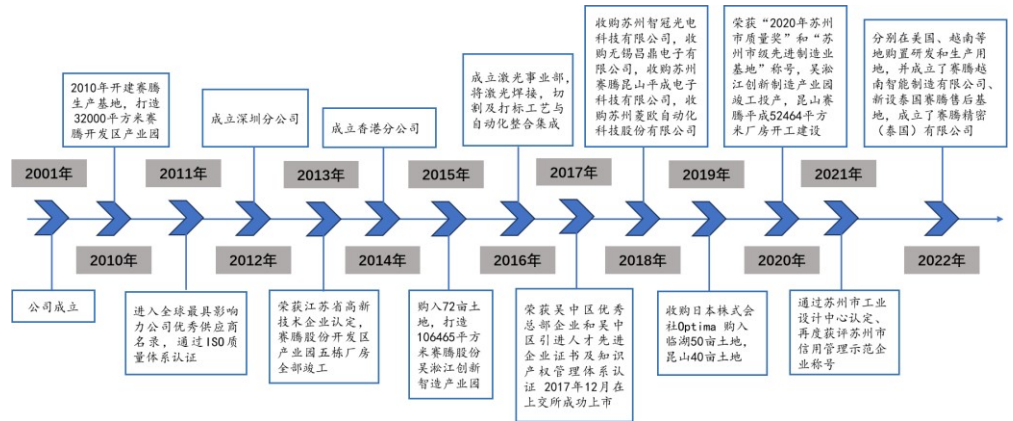 2010年开建赛腾
生产基地，打造
32000平方米赛
腾开发区产业园
成立深圳分公司
成立香港分公司
成立激光事业部，
将激光焊接，切
割及打标工艺与
自动化整合集成
收购苏州智冠光电
科技有限公司，收
购无锡昌鼎电子有
限公司，收购苏州
赛腾昆山平成电子
科技有限公司，收
购苏州菱欧自动化
科技股份有限公司
荣获“2020年苏州
市质量奖”和“苏
州市级先进制造业
基地”称号，吴淞
江创新制造产业园
竣工投产，昆山赛
腾平成52464平方
米厂房开工建设
分别在美国、越南等
地购置研发和生产用
地，并成立了赛腾越
南智能制造有限公司、
新设泰国赛腾售后基
地，成立了赛腾精密
（泰国）有限公司
2001年
2011年
2013年
2015年
2017年
2019年
2021年
2010年
2012年
2014年
2016年
2018年
2020年
2022年
公司成立
进入全球最具影响
力公司优秀供应商
名录，通过ISO质
量体系认证
荣获江苏省高新
技术企业认定，
赛腾股份开发区
产业园五栋厂房
全部竣工
购入72亩土
地，打造
106465平方
米赛腾股份
吴淞江创新
智造产业园
荣获吴中区优秀
总部企业和吴中
区引进人才先进
企业证书及知识
产权管理体系认
证 2017年12月在
上交所成功上市
收购日本株式会
社Optima 购入
临湖50亩土地，
昆山40亩土地
通过苏州市工业
设计中心认定、
再度获评苏州市
信用管理示范企
业称号